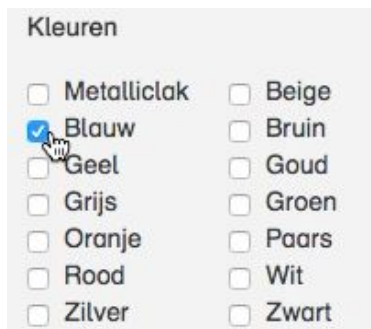 Kleuren
Metalliclak Beige
Blauw Bruin
Geel Goud
Grijs Groen
Oranje Paars
Rood Wit
Zilver Zwart